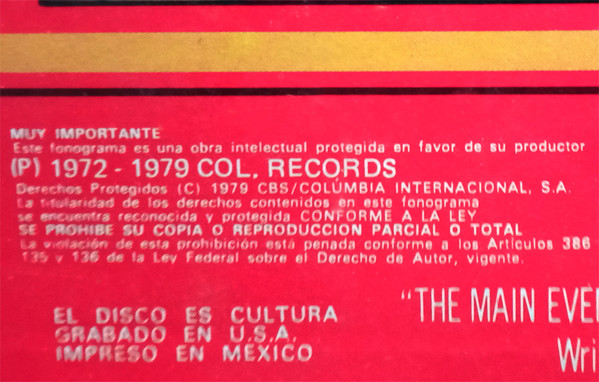 MUY IMPORTANTE
Este fonograma es una obra intelectual protegida en favor de su productor
(P) 1972 - 1979 COL. RECORDS
Derechos Protegidos (C) 1979 CBS/COLUMBIA INTERNACIONAL, S.A.
La titularidad de los derechos contenidos en este fonograma
se encuentra reconocida y protegida CONFORME A LA LEY
SE PROHIBE SU COPIA O REPRODUCCION PARCIAL O TOTAL
La violación de esta prohibición está penada conforme a los Artículos 386
135 y 136 de la Ley Federal sobre el Derecho de Autor, vigente.
EL DISCO ES CULTURA
GRABADO EN U.S.A.
IMPRESO EN MEXICO
"THE MAIN EVE
Wri